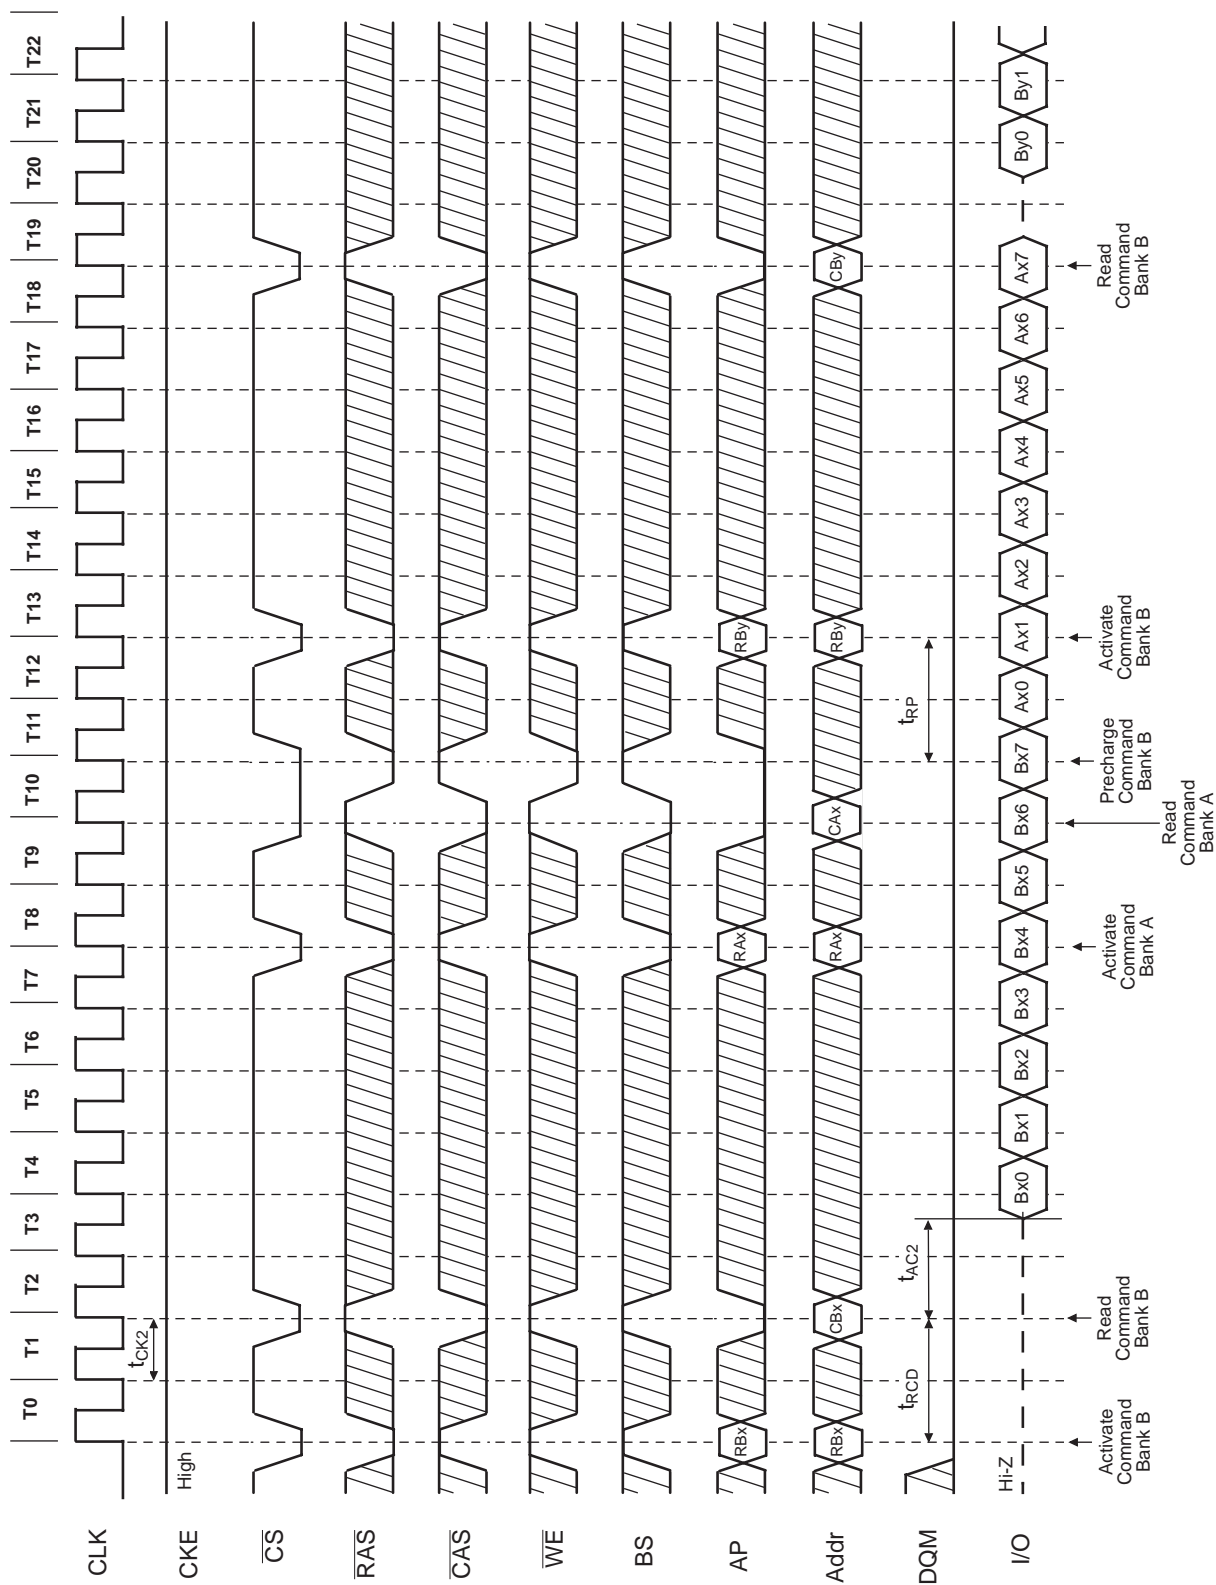 T0 T1 T2 T3 T4 T5 T6 T7 T8 T9 T10 T11 T12 T13 T14 T15 T16 T17 T18 T19 T20 T21 T22
CLK
tCK2
CKE
High
CS
RAS
CAS
WE
BS
AP
RBx RAx RBy
Addr
RBx CBx RAx CAx RBy CBy
DQM
tRCD tAC2 tRP
I/O
Hi-Z
Bx0 Bx1 Bx2 Bx3 Bx4 Bx5 Bx6 Bx7 Ax0 Ax1 Ax2 Ax3 Ax4 Ax5 Ax6 Ax7 By0 By1
Activate
Command
Bank B
Read
Command
Bank B
Activate
Command
Bank A
Read
Command
Bank A
Precharge
Command
Bank B
Activate
Command
Bank B
Read
Command
Bank B